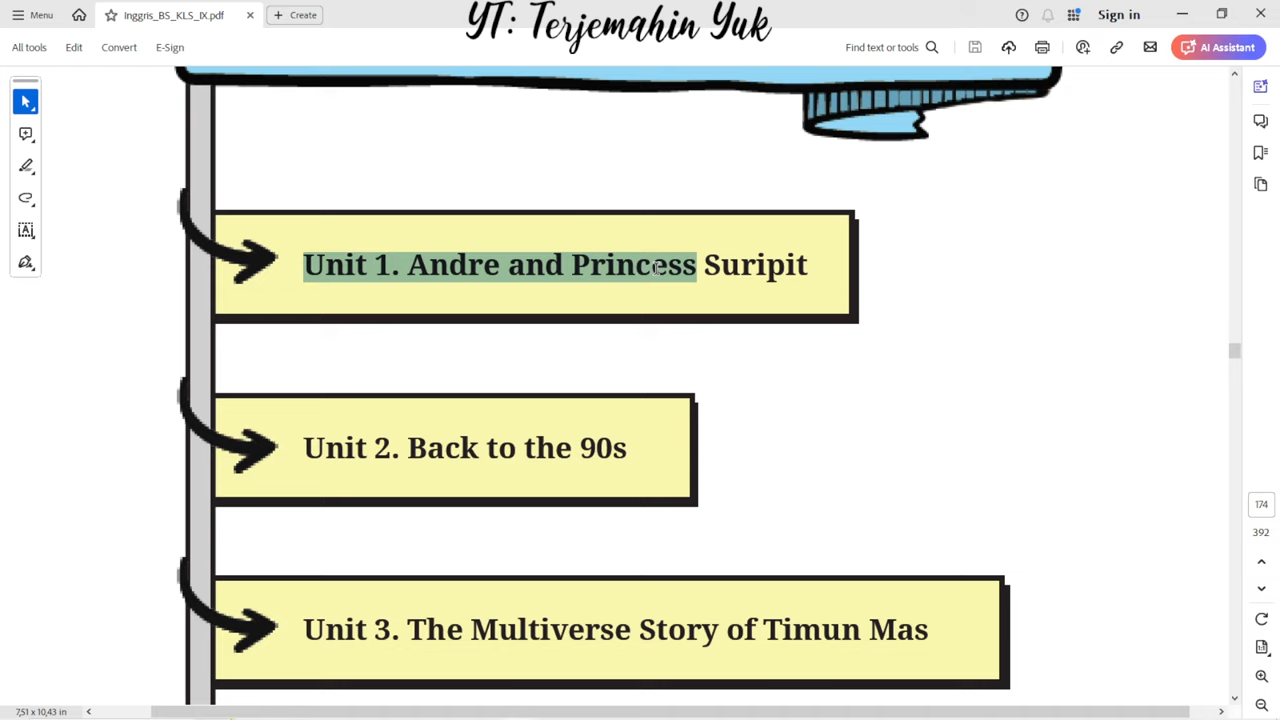 Menu
Inggris_BS_KLS_IX.pdf
Create
YT: Terjemahin Yuk
Sign in
All tools
Edit
Convert
E-Sign
Find text or tools
AI Assistant
Unit 1. Andre and Princess Suripit
Unit 2. Back to the 90s
Unit 3. The Multiverse Story of Timun Mas
174
392
7,51 x 10,43 in